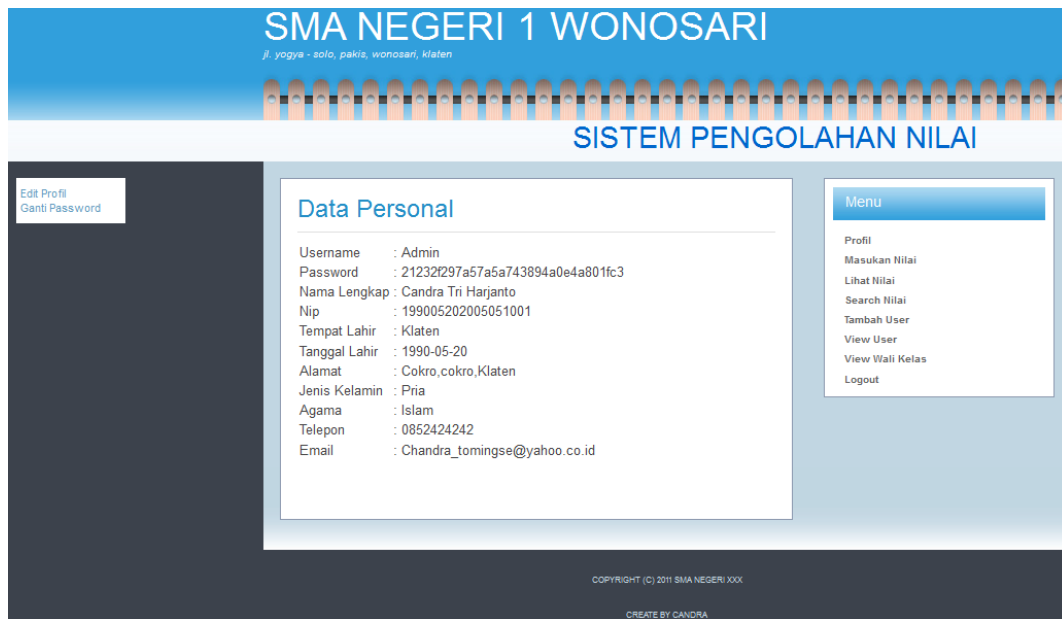 SMA NEGERI 1 WONOSARI
jl. yogya - solo, pakis, wonosari, klaten
SISTEM PENGOLAHAN NILAI
Edit Profil
Ganti Password
Data Personal
Username : Admin
Password : 21232f297a57a5a743894a0e4a801fc3
Nama Lengkap : Candra Tri Harjanto
Nip : 199005202005051001
Tempat Lahir : Klaten
Tanggal Lahir : 1990-05-20
Alamat : Cokro,cokro,Klaten
Jenis Kelamin : Pria
Agama : Islam
Telepon : 0852424242
Email : Chandra_tomingse@yahoo.co.id
Menu
Profil
Masukan Nilai
Lihat Nilai
Search Nilai
Tambah User
View User
View Wali Kelas
Logout
COPYRIGHT (C) 2011 SMA NEGERI XXX
CREATE BY CANDRA